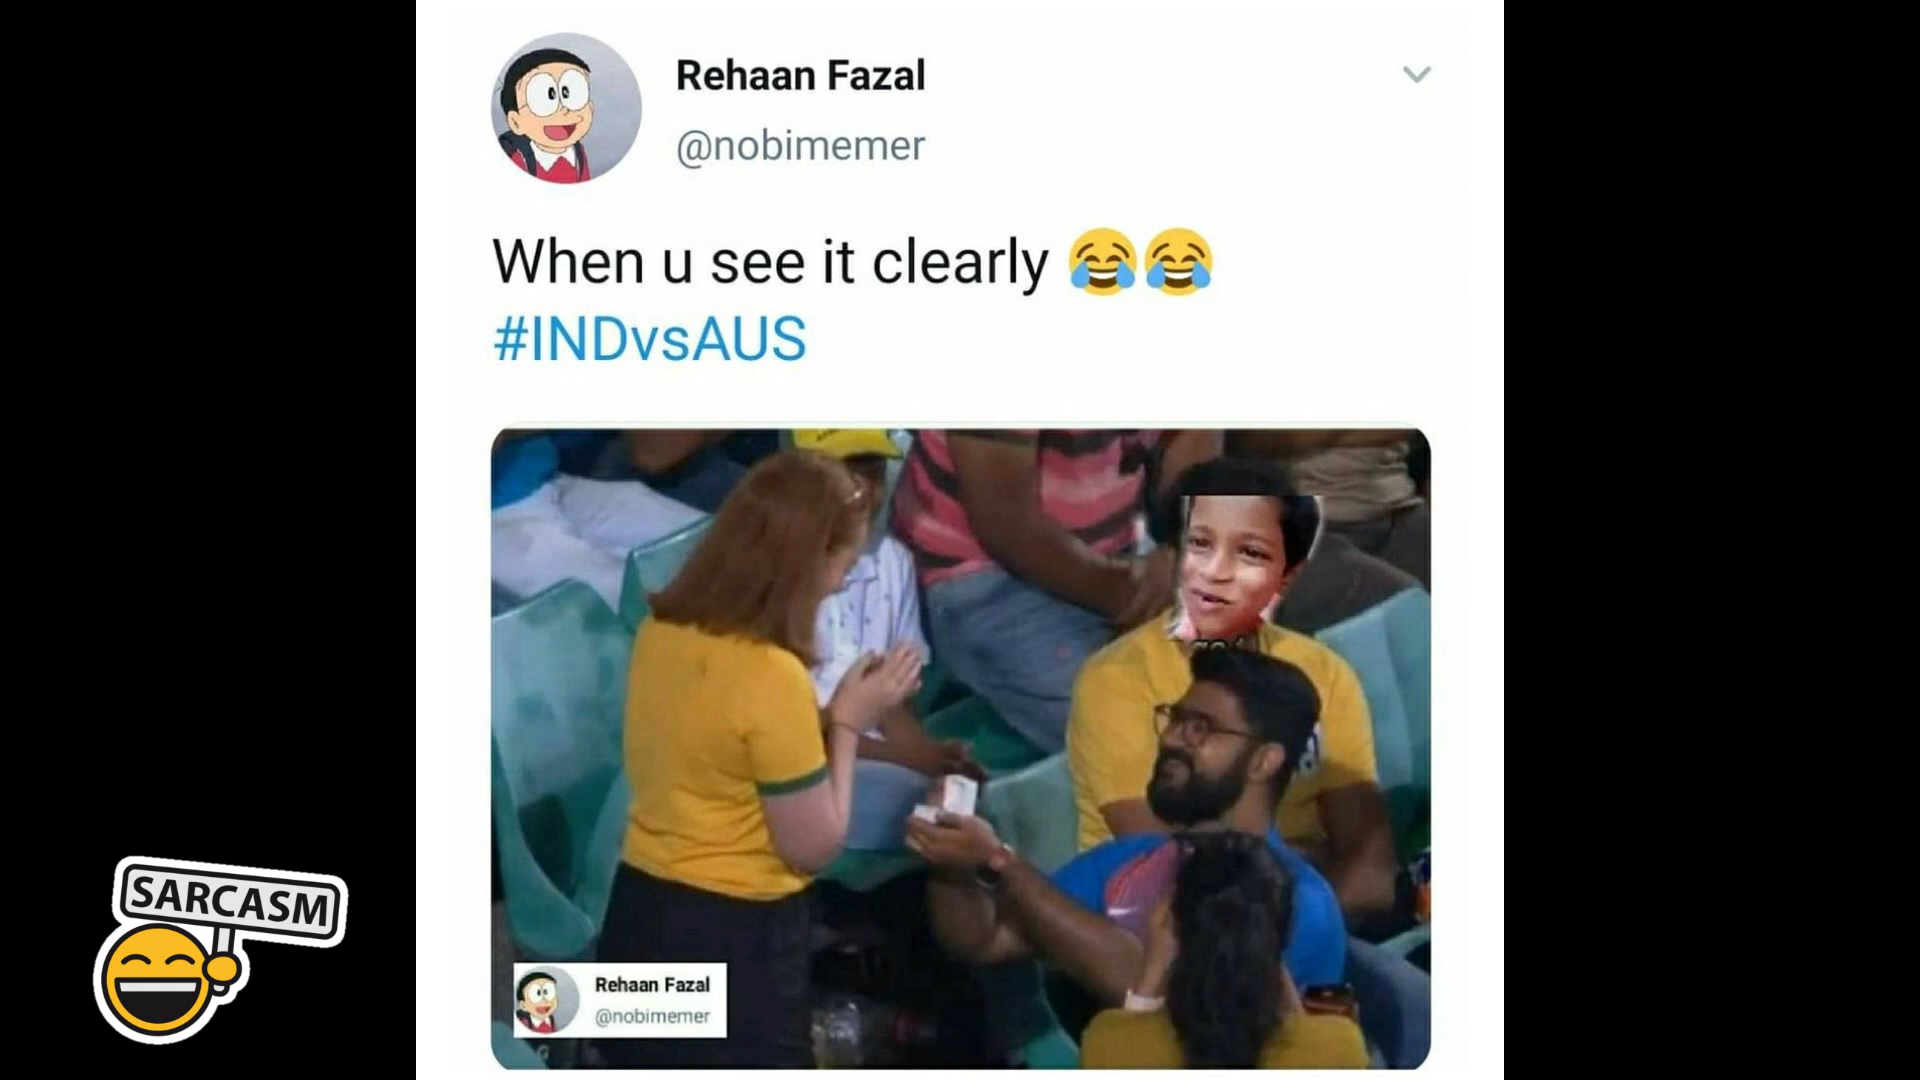 Rehaan Fazal
@nobimemer
When u see it clearly 😂😂
#INDvsAUS
SARCASM
Rehaan Fazal
@nobimemer